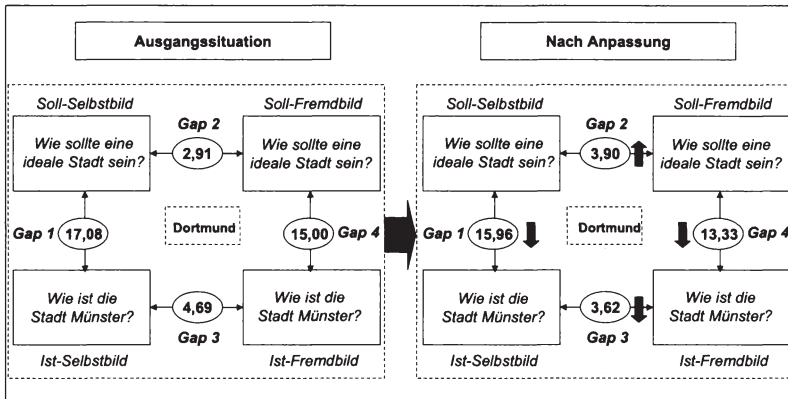 Ausgangssituation
Soll-Selbstbild
Soll-Fremdbild
Gap 2
Wie sollte eine
ideale Stadt sein?
2,91
Wie sollte eine
ideale Stadt sein?
Gap 1
17,08
Dortmund
15,00
Gap 4
Wie ist die
Stadt Münster?
4,69
Wie ist die
Stadt Münster?
Gap 3
Ist-Selbstbild
Ist-Fremdbild
Nach Anpassung
Soll-Selbstbild
Soll-Fremdbild
Gap 2
Wie sollte eine
ideale Stadt sein?
3,90
Wie sollte eine
ideale Stadt sein?
Gap 1
15,96
Dortmund
13,33
Gap 4
Wie ist die
Stadt Münster?
3,62
Wie ist die
Stadt Münster?
Gap 3
Ist-Selbstbild
Ist-Fremdbild